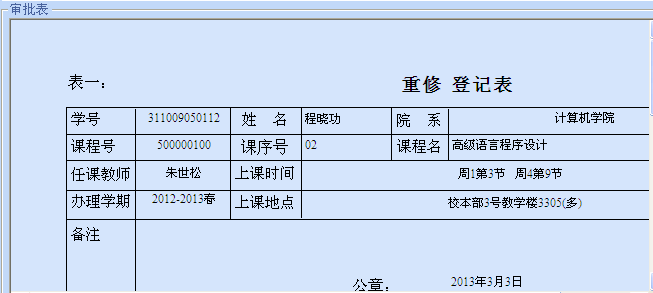 审批表
表一:
重修 登记表
学号 311009050112 姓 名 程晓功 院 系 计算机学院
课程号 500000100 课序号 02 课程名 高级语言程序设计
任课教师 朱世松 上课时间 周1第3节 周4第9节
办理学期 2012-2013春 上课地点 校本部3号教学楼3305(多)
备注
公章: 2013年3月3日